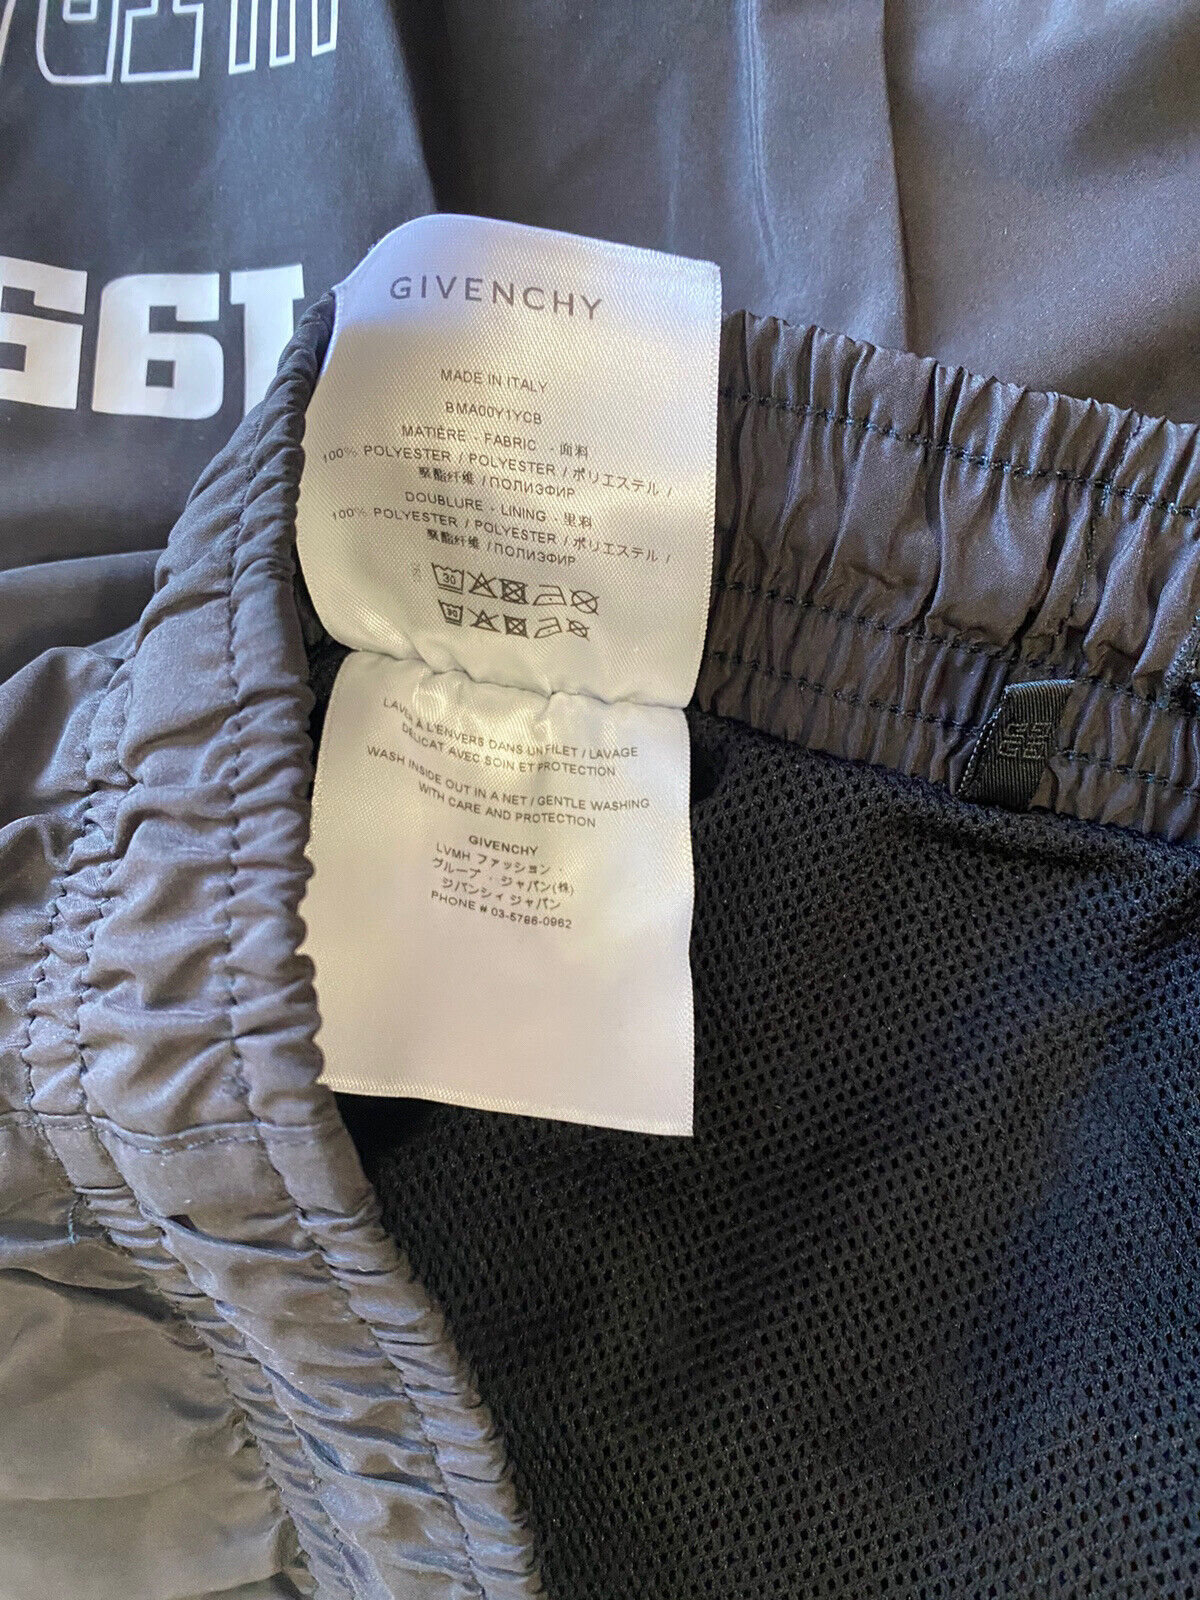 1952
GIVENCHY
MADE IN ITALY
BMA00Y1YCB
MATIÈRE - FABRIC - 面料
100% POLYESTER / POLYESTER / ポリエステル /
聚酯纤维 / ПОЛИЭФИР
DOUBLURE - LINING - 里料
100% POLYESTER / POLYESTER / ポリエステル /
聚酯纤维 / ПОЛИЭФИР
30
30
LAVER À L'ENVERS DANS UN FILET / LAVAGE
DÉLICAT AVEC SOIN ET PROTECTION
WASH INSIDE OUT IN A NET / GENTLE WASHING
WITH CARE AND PROTECTION
GIVENCHY
LVMH ファッション・
グループ・ジャパン(株)
ジバンシィ ジャパン
PHONE # 03-5786-0962